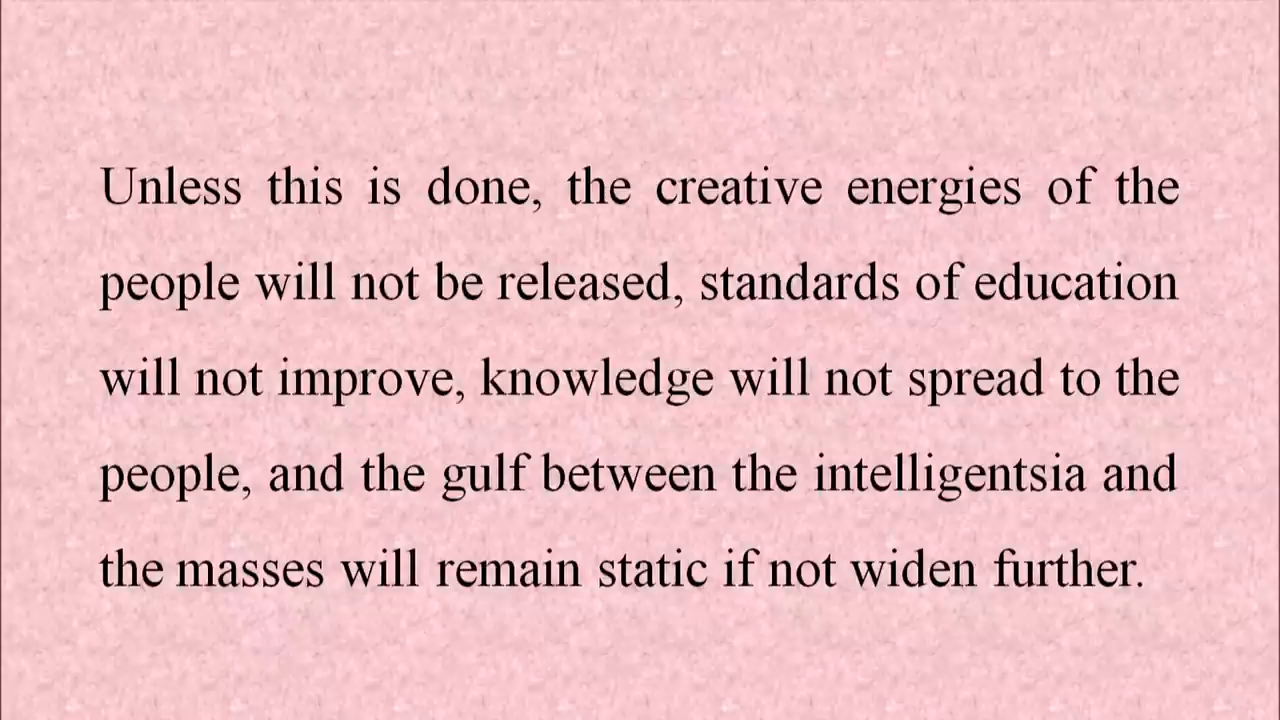 Unless this is done, the creative energies of the
people will not be released, standards of education
will not improve, knowledge will not spread to the
people, and the gulf between the intelligentsia and
the masses will remain static if not widen further.